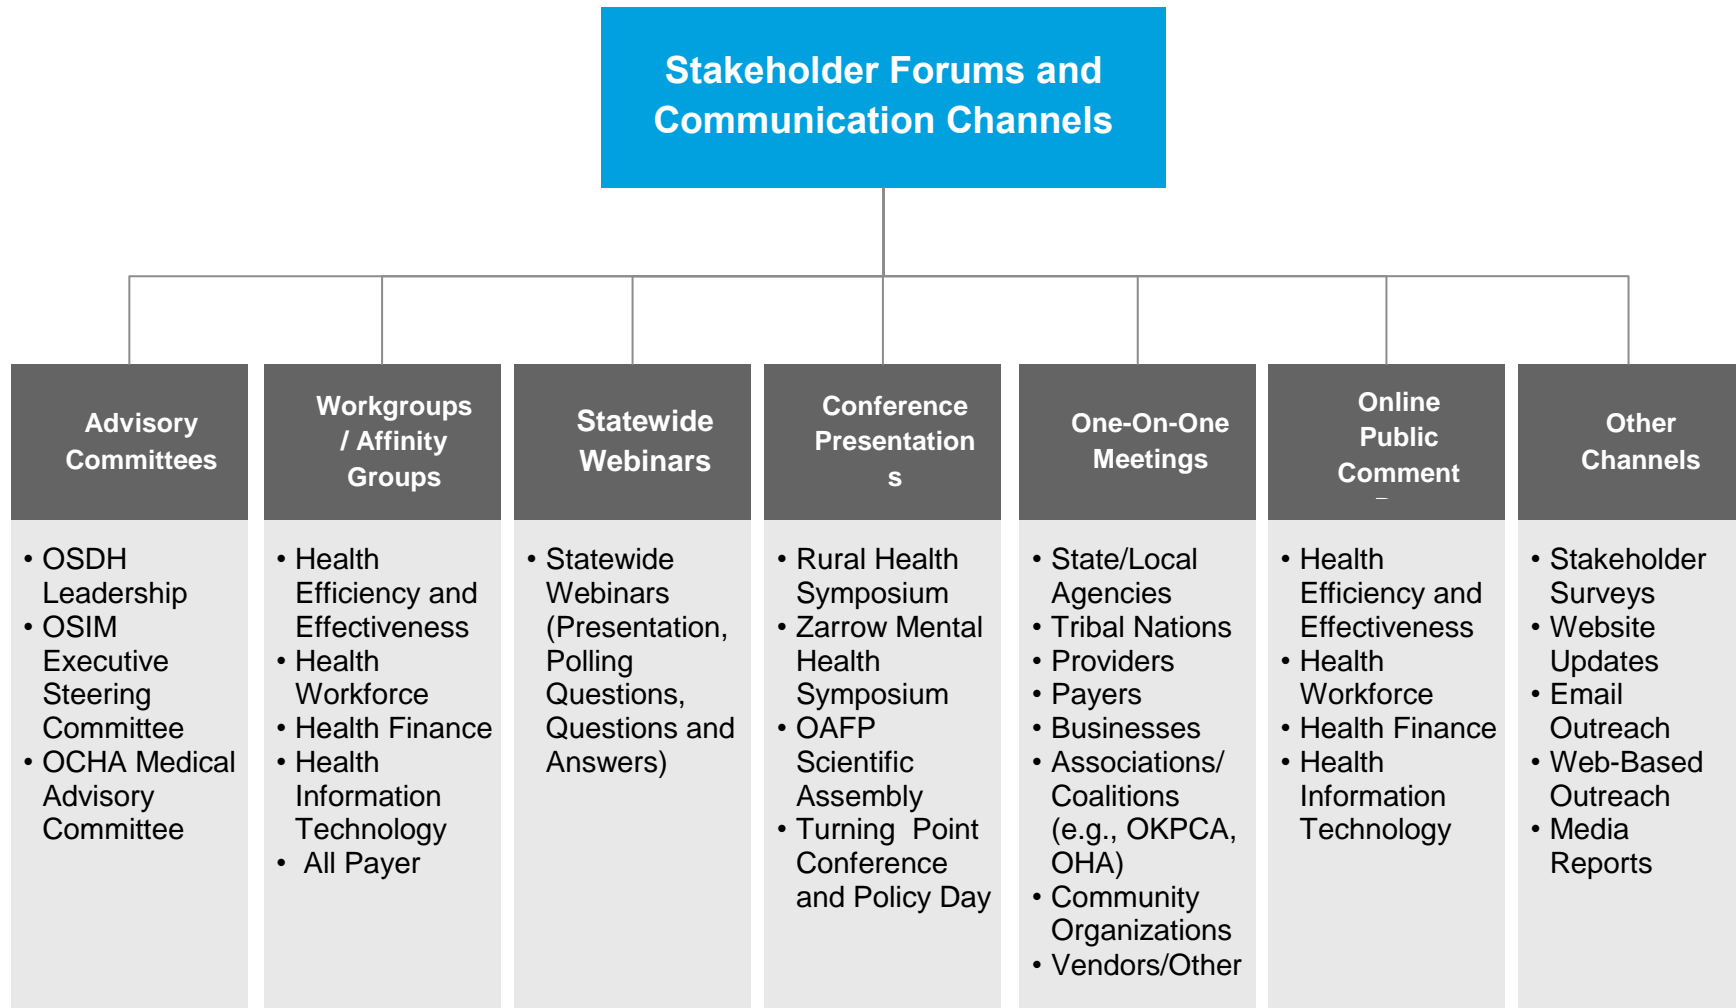 Stakeholder Forums and
Communication Channels
Advisory
Committees
• OSDH
Leadership
• OSIM
Executive
Steering
Committee
• OCHA Medical
Advisory
Committee
Workgroups
/ Affinity
Groups
• Health
Efficiency and
Effectiveness
• Health
Workforce
• Health Finance
• Health
Information
Technology
• All Payer
Statewide
Webinars
• Statewide
Webinars
(Presentation,
Polling
Questions,
Questions and
Answers)
Conference
Presentation
s
• Rural Health
Symposium
• Zarrow Mental
Health
Symposium
• OAFP
Scientific
Assembly
• Turning Point
Conference
and Policy Day
One-On-One
Meetings
• State/Local
Agencies
• Tribal Nations
• Providers
• Payers
• Businesses
• Associations/
Coalitions
(e.g., OKPCA,
OHA)
• Community
Organizations
• Vendors/Other
Online
Public
Comment
• Health
Efficiency and
Effectiveness
• Health
Workforce
• Health Finance
• Health
Information
Technology
Other
Channels
• Stakeholder
Surveys
• Website
Updates
• Email
Outreach
• Web-Based
Outreach
• Media
Reports